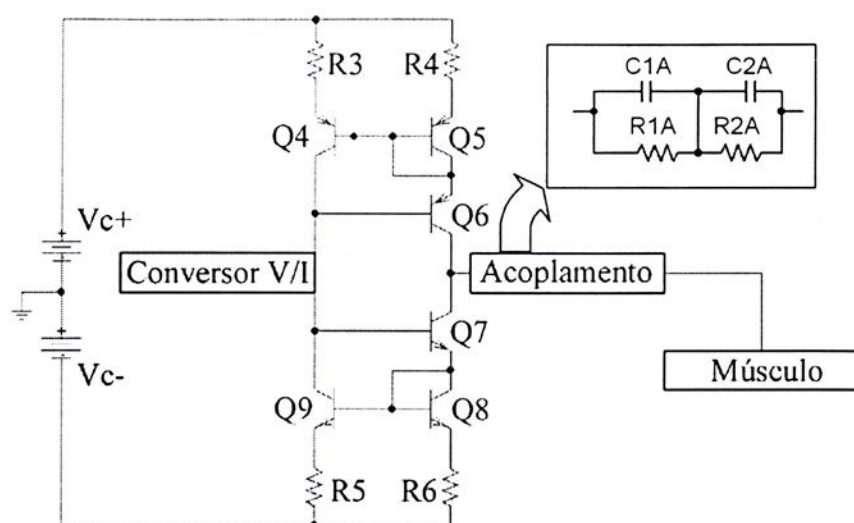 R3
R4
C1A
C2A
R1A
R2A
Q4
Q5
Q6
Vc+
Conversor V/I
Acoplamento
Q7
Vc-
Músculo
Q9
Q8
R5
R6